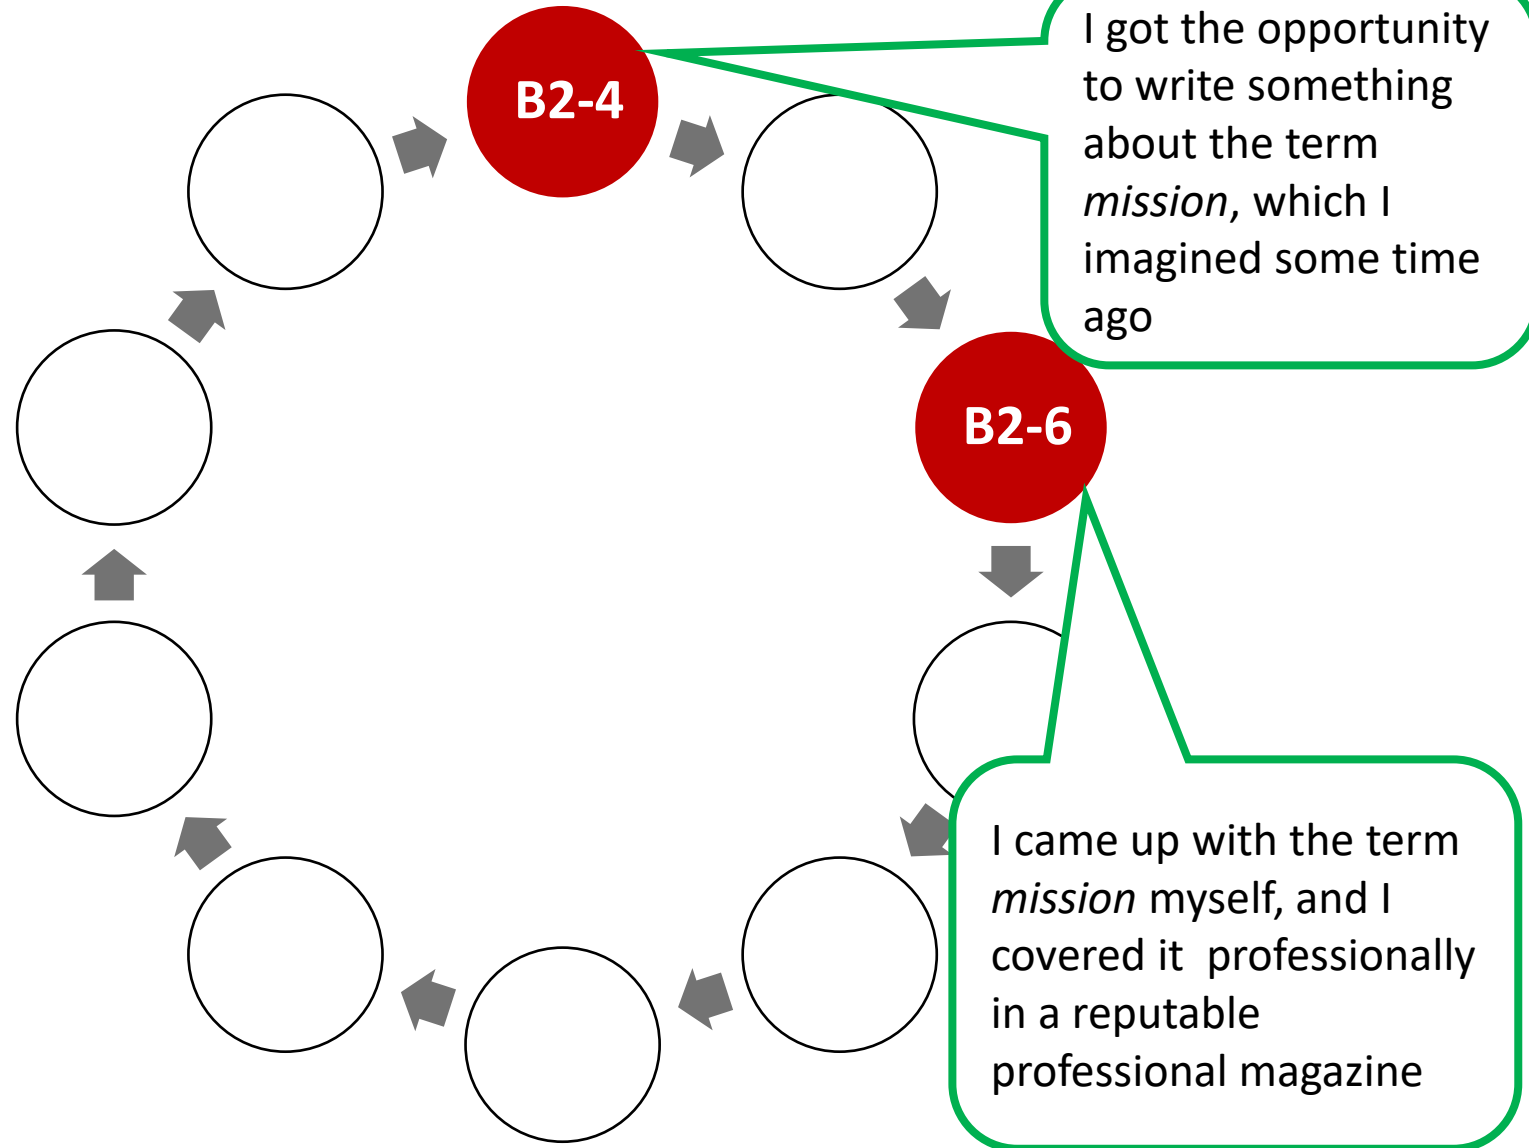 B2-4
I got the opportunity
to write something
about the term
mission, which I
imagined some time
ago
B2-6
I came up with the term
mission myself, and I
covered it  professionally
in a reputable
professional magazine